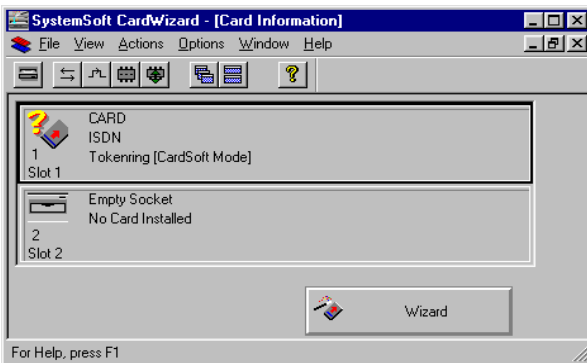 SystemSoft CardWizard - [Card Information]
File View Actions Options Window Help
CARD
ISDN
Tokenring [CardSoft Mode]
1
Slot 1
Empty Socket
No Card Installed
2
Slot 2
Wizard
For Help, press F1